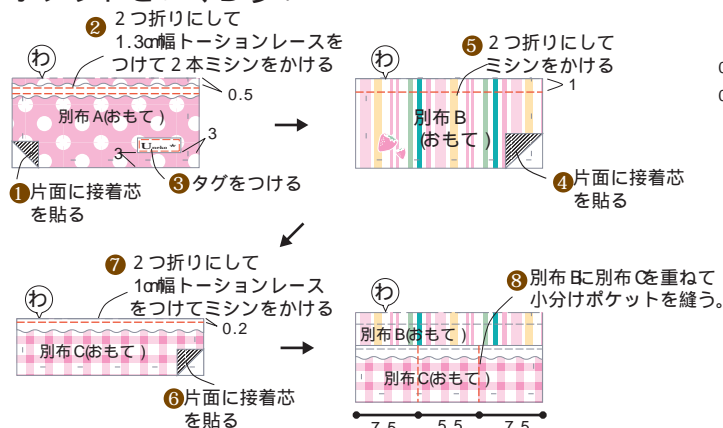 ❷ 2つ折りにして
1.3cm幅トーションレースを
つけて2本ミシンをかける
わ
0.5
別布A(おもて)
3
3
❶片面に接着芯
を貼る
❸タグをつける
❺ 2つ折りにして
ミシンをかける
わ
1
別布B
(おもて)
❹片面に接着芯
を貼る
❼ 2つ折りにして
1cm幅トーションレース
をつけてミシンをかける
わ
0.2
別布C(おもて)
❻片面に接着芯
を貼る
❽ 別布Bに別布Cを重ねて
小分けポケットを縫う。
わ
別布B(おもて)
別布C(おもて)
7.5 5.5 7.5